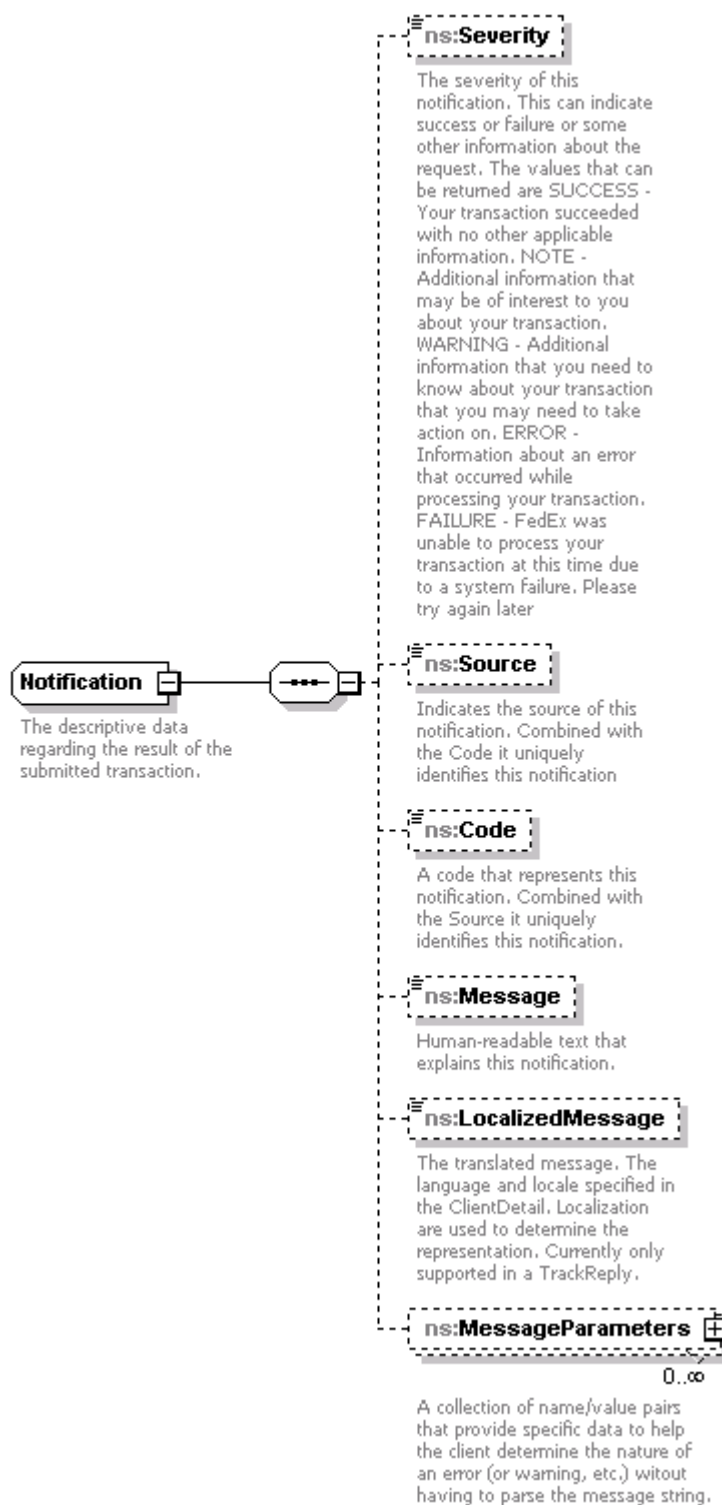 ns:Severity
The severity of this
notification. This can indicate
success or failure or some
other information about the
request. The values that can
be returned are SUCCESS -
Your transaction succeeded
with no other applicable
information. NOTE -
Additional information that
may be of interest to you
about your transaction.
WARNING - Additional
information that you need to
know about your transaction
that you may need to take
action on. ERROR -
Information about an error
that occurred while
processing your transaction.
FAILURE - FedEx was
unable to process your
transaction at this time due
to a system failure. Please
try again later
Notification
The descriptive data
regarding the result of the
submitted transaction.
ns:Source
Indicates the source of this
notification. Combined with
the Code it uniquely
identifies this notification
ns:Code
A code that represents this
notification. Combined with
the Source it uniquely
identifies this notification.
ns:Message
Human-readable text that
explains this notification.
ns:LocalizedMessage
The translated message. The
language and locale specified in
the ClientDetail. Localization
are used to determine the
representation. Currently only
supported in a TrackReply.
ns:MessageParameters
0..∞
A collection of name/value pairs
that provide specific data to help
the client determine the nature of
an error (or warning, etc.) witout
having to parse the message string.